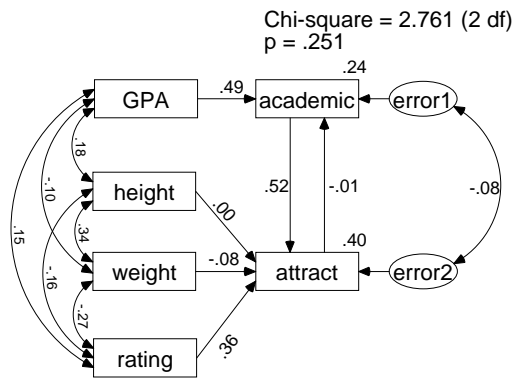 Chi-square = 2.761 (2 df)
p = .251
.24
GPA
.49
academic
error1
.18
-.10
.15
height
.00
.52
-.01
-.08
.34
-.16
.40
weight
-.08
attract
error2
-.27
.36
rating